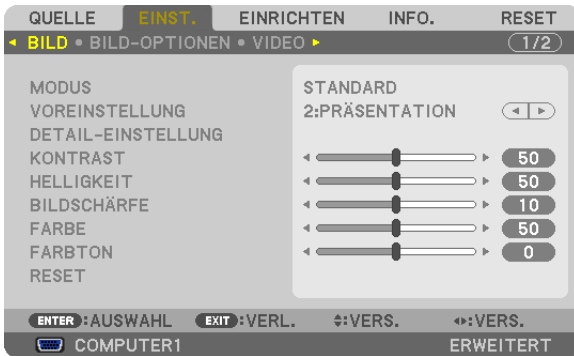 QUELLE EINST. EINRICHTEN INFO. RESET
BILD • BILD-OPTIONEN • VIDEO 1/2
MODUS STANDARD
VOREINSTELLUNG 2:PRÄSENTATION
DETAIL-EINSTELLUNG
KONTRAST 50
HELLIGKEIT 50
BILDSCHÄRFE 10
FARBE 50
FARBTON 0
RESET
ENTER :AUSWAHL EXIT :VERL. :VERS. :VERS.
COMPUTER1 ERWEITERT